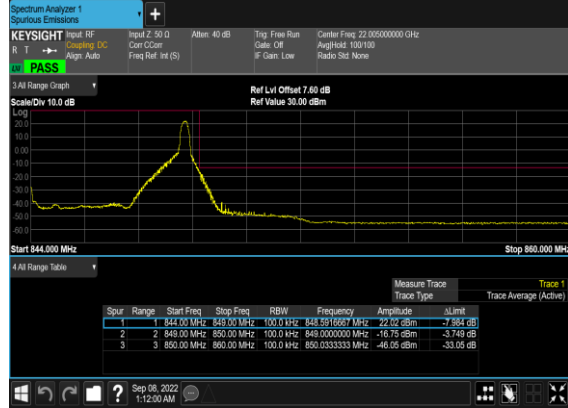 Spectrum Analyzer 1
Spurious Emissions
+
KEYSIGHT Input: RF Input Z: 50 Ω Atten: 40 dB Trig: Free Run Center Freq: 22.005000000 GHz
R T Coupling: DC Corr CCorr Gate: Off Avg|Hold: 100/100
Align: Auto Freq Ref: Int (S) IF Gain: Low Radio Std: None
PASS
3 All Range Graph
Ref Lvl Offset 7.60 dB
Scale/Div 10.0 dB Ref Value 30.00 dBm
Log
20.0
10.0
0.00
-10.0
-20.0
-30.0
-40.0
-50.0
-60.0
Start 844.000 MHz Stop 860.000 MHz
4 All Range Table
Measure Trace Trace 1
Trace Type Trace Average (Active)
Spur Range Start Freq Stop Freq RBW Frequency Amplitude ΔLimit
1 1 844.00 MHz 849.00 MHz 100.0 kHz 848.5916667 MHz 22.02 dBm -7.984 dB
2 2 849.00 MHz 850.00 MHz 100.0 kHz 849.0000000 MHz -16.75 dBm -3.749 dB
3 3 850.00 MHz 860.00 MHz 100.0 kHz 850.0333333 MHz -46.05 dBm -33.05 dB
? Sep 08, 2022
1:12:00 AM